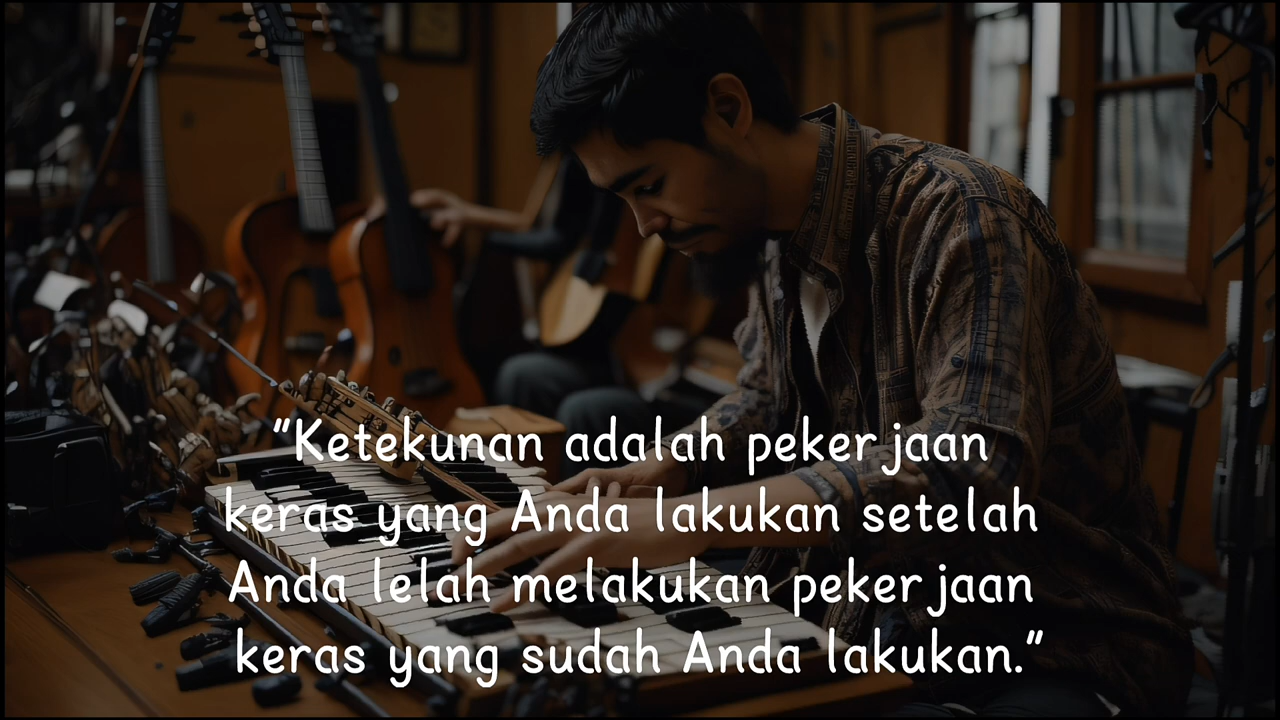 “Ketekunan adalah pekerjaan
keras yang Anda lakukan setelah
Anda lelah melakukan pekerjaan
keras yang sudah Anda lakukan.”